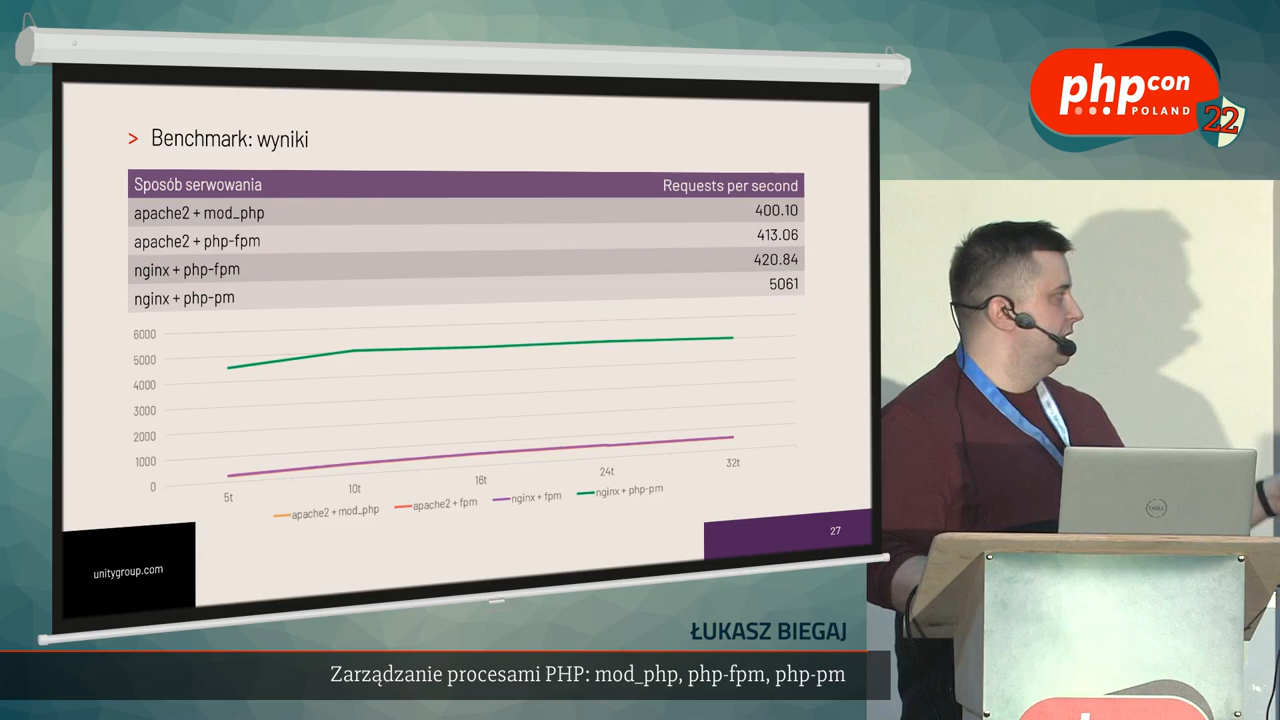 > Benchmark: wyniki
Sposób serwowania Requests per second
apache2 + mod_php 400.10
apache2 + php-fpm 413.06
nginx + php-fpm 420.84
nginx + php-pm 5061
6000
5000
4000
3000
2000
1000
0
5t 10t 16t 24t 32t
apache2 + mod_php apache2 + fpm nginx + fpm nginx + php-pm
27
unitygroup.com
phpcon
POLAND
22
DELL
ŁUKASZ BIEGAJ
Zarządzanie procesami PHP: mod_php, php-fpm, php-pm